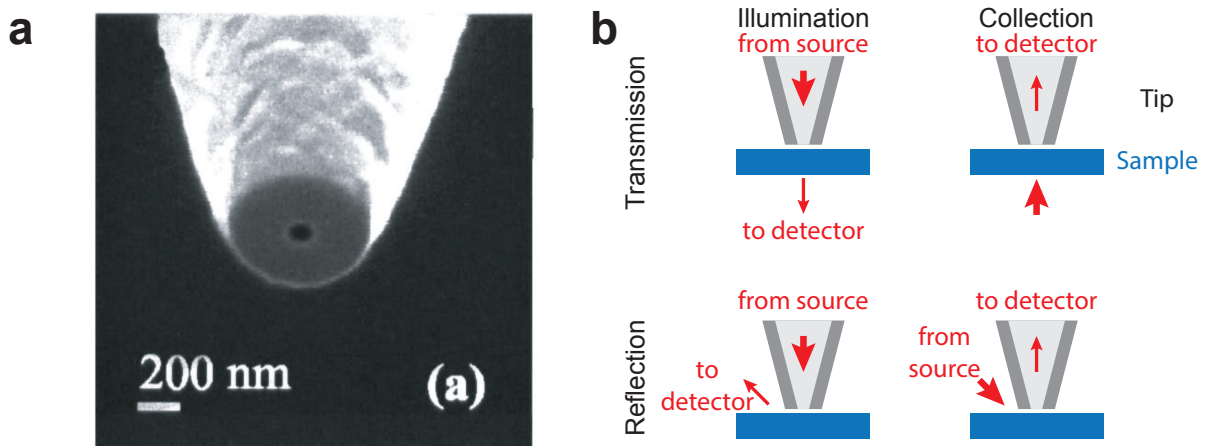 a
200 nm
(a)
b
Illumination
Collection
Transmission
from source
to detector
Tip
Sample
to detector
Reflection
from source
to detector
to
detector
from
source